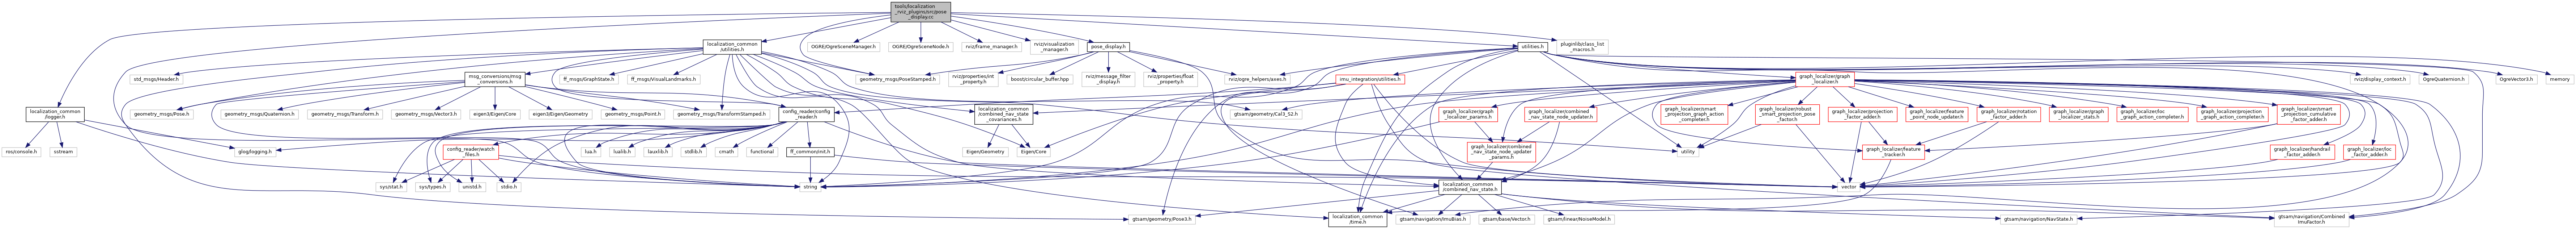 tools/localization
_rviz_plugins/src/pose
_display.cc
localization_common
/utilities.h
OGRE/OgreSceneManager.h
OGRE/OgreSceneNode.h
rviz/frame_manager.h
rviz/visualization
_manager.h
pose_display.h
utilities.h
pluginlib/class_list
_macros.h
std_msgs/Header.h
msg_conversions/msg
_conversions.h
ff_msgs/GraphState.h
ff_msgs/VisualLandmarks.h
geometry_msgs/PoseStamped.h
rviz/properties/int
_property.h
boost/circular_buffer.hpp
rviz/message_filter
_display.h
rviz/properties/float
_property.h
rviz/ogre_helpers/axes.h
imu_integration/utilities.h
graph_localizer/graph
_localizer.h
rviz/display_context.h
OgreQuaternion.h
OgreVector3.h
memory
localization_common
/logger.h
geometry_msgs/Pose.h
geometry_msgs/Quaternion.h
geometry_msgs/Transform.h
geometry_msgs/Vector3.h
eigen3/Eigen/Core
eigen3/Eigen/Geometry
geometry_msgs/Point.h
geometry_msgs/TransformStamped.h
config_reader/config
_reader.h
localization_common
/combined_nav_state
_covariances.h
gtsam/geometry/Cal3_S2.h
graph_localizer/graph
_localizer_params.h
graph_localizer/combined
_nav_state_node_updater.h
graph_localizer/smart
_projection_graph_action
_completer.h
graph_localizer/robust
_smart_projection_pose
_factor.h
graph_localizer/projection
_factor_adder.h
graph_localizer/feature
_point_node_updater.h
graph_localizer/rotation
_factor_adder.h
graph_localizer/graph
_localizer_stats.h
graph_localizer/loc
_graph_action_completer.h
graph_localizer/projection
_graph_action_completer.h
graph_localizer/smart
_projection_cumulative
_factor_adder.h
ros/console.h
sstream
glog/logging.h
config_reader/watch
_files.h
lua.h
lualib.h
lauxlib.h
stdlib.h
cmath
functional
ff_common/init.h
Eigen/Geometry
Eigen/Core
graph_localizer/combined
_nav_state_node_updater
_params.h
utility
graph_localizer/feature
_tracker.h
graph_localizer/handrail
_factor_adder.h
graph_localizer/loc
_factor_adder.h
sys/stat.h
sys/types.h
unistd.h
stdio.h
string
localization_common
/combined_nav_state.h
vector
gtsam/geometry/Pose3.h
localization_common
/time.h
gtsam/navigation/ImuBias.h
gtsam/base/Vector.h
gtsam/linear/NoiseModel.h
gtsam/navigation/NavState.h
gtsam/navigation/Combined
ImuFactor.h